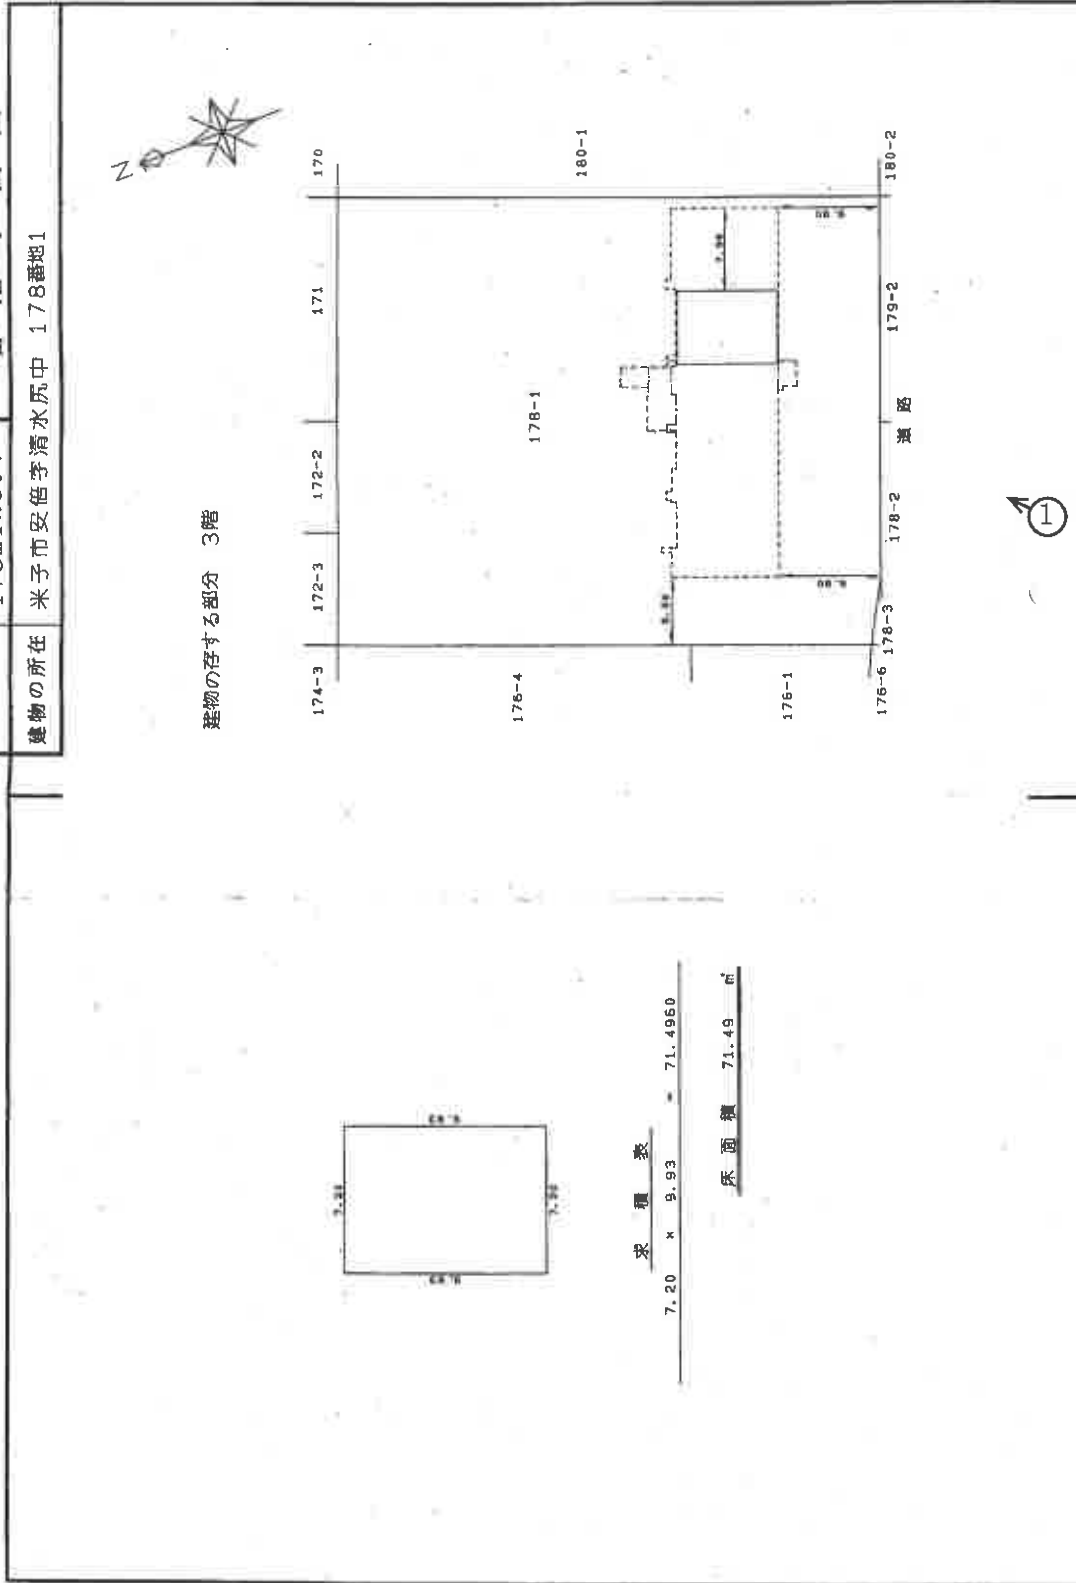 建物の所在 米子市安倍字清水尻中 178番地1
N
建物の存する部分 3階
174-3 172-3 172-2 171 170
176-4
178-1
180-1
176-1
176-6 178-3 178-2 179-2 180-2
道路
1
7.20
9.93
9.93
7.20
求積表
7.20 × 9.93 = 71.4960
床面積 71.49 ㎡